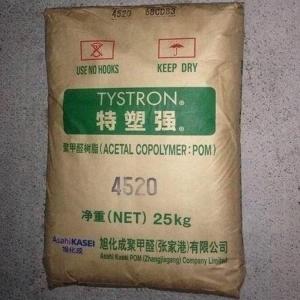 4520
USE NO HOOKS
KEEP DRY
TYSTRON®
特塑强®
聚甲醛树脂(ACETAL COPOLYMER:POM)
4520
净重(NET) 25kg
AsahiKASEI
旭化成
旭化成聚甲醛(张家港)有限公司
Asahi Kasei POM (Zhangjiagang) Company Limited